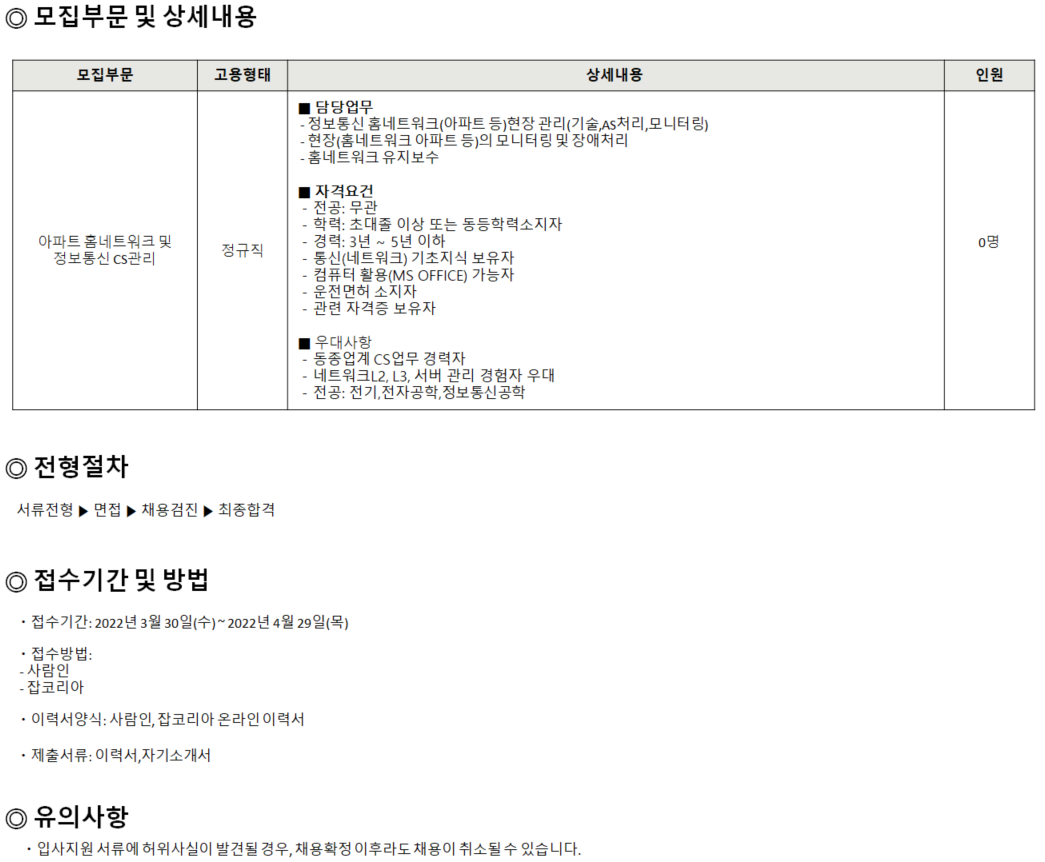 ◎ 모집부문 및 상세내용
모집부문 고용형태 상세내용 인원
아파트 홈네트워크 및
정보통신 CS관리
정규직
■ 담당업무
- 정보통신 홈네트워크(아파트 등)현장 관리(기술,AS처리,모니터링)
- 현장(홈네트워크 아파트 등)의 모니터링 및 장애처리
- 홈네트워크 유지보수
■ 자격요건
- 전공: 무관
- 학력: 초대졸 이상 또는 동등학력소지자
- 경력: 3년 ~ 5년 이하
- 통신(네트워크) 기초지식 보유자
- 컴퓨터 활용(MS OFFICE) 가능자
- 운전면허 소지자
- 관련 자격증 보유자
■ 우대사항
- 동종업계 CS업무 경력자
- 네트워크L2, L3, 서버 관리 경험자 우대
- 전공: 전기,전자공학,정보통신공학
0명
◎ 전형절차
서류전형 ▶ 면접 ▶ 채용검진 ▶ 최종합격
◎ 접수기간 및 방법
・접수기간: 2022년 3월 30일(수) ~ 2022년 4월 29일(목)
・접수방법:
- 사람인
- 잡코리아
・이력서양식: 사람인, 잡코리아 온라인 이력서
・제출서류: 이력서,자기소개서
◎ 유의사항
・입사지원 서류에 허위사실이 발견될 경우, 채용확정 이후라도 채용이 취소될 수 있습니다.